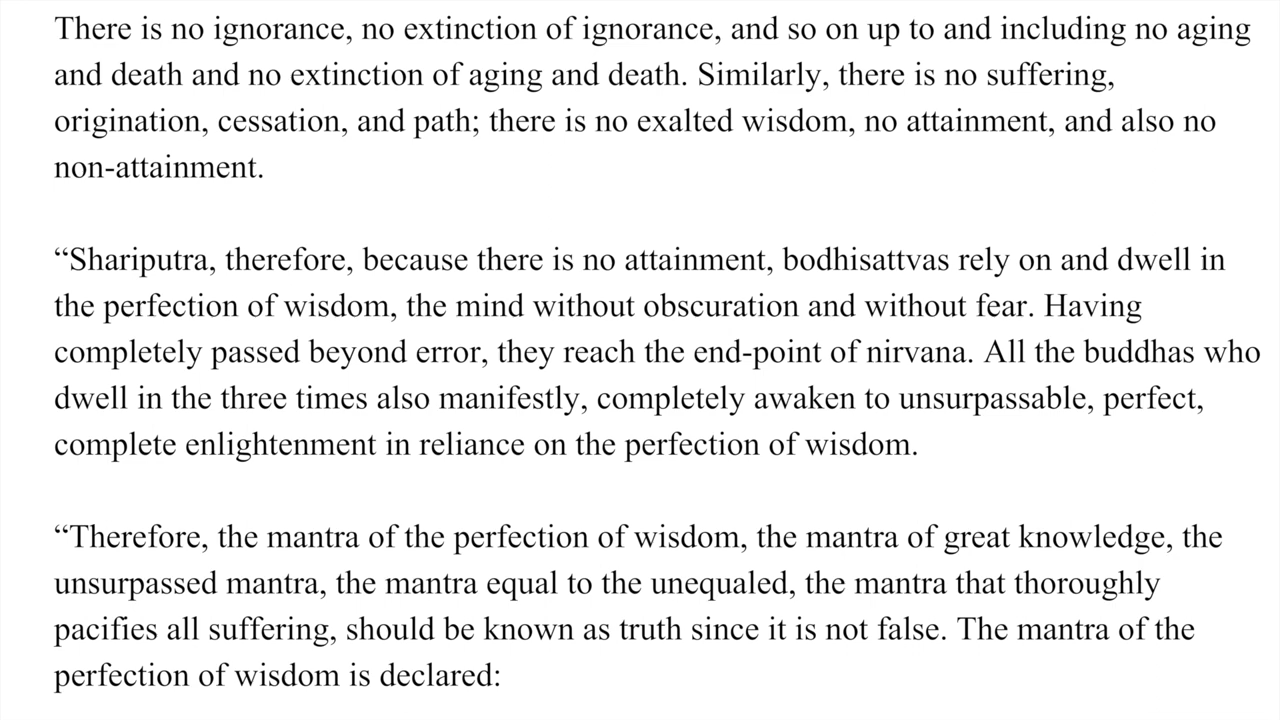 There is no ignorance, no extinction of ignorance, and so on up to and including no aging
and death and no extinction of aging and death. Similarly, there is no suffering,
origination, cessation, and path; there is no exalted wisdom, no attainment, and also no
non-attainment.
“Shariputra, therefore, because there is no attainment, bodhisattvas rely on and dwell in
the perfection of wisdom, the mind without obscuration and without fear. Having
completely passed beyond error, they reach the end-point of nirvana. All the buddhas who
dwell in the three times also manifestly, completely awaken to unsurpassable, perfect,
complete enlightenment in reliance on the perfection of wisdom.
“Therefore, the mantra of the perfection of wisdom, the mantra of great knowledge, the
unsurpassed mantra, the mantra equal to the unequaled, the mantra that thoroughly
pacifies all suffering, should be known as truth since it is not false. The mantra of the
perfection of wisdom is declared: